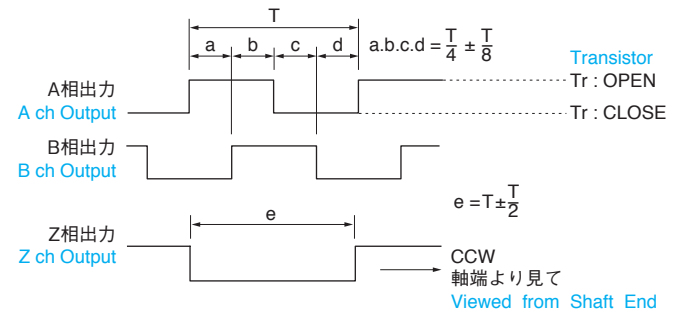 T
a b c d a.b.c.d = T/4 ± T/8
Transistor
A相出力
A ch Output
Tr : OPEN
Tr : CLOSE
B相出力
B ch Output
e = T ± T/2
e
Z相出力
Z ch Output
CCW
軸端より見て
Viewed from Shaft End